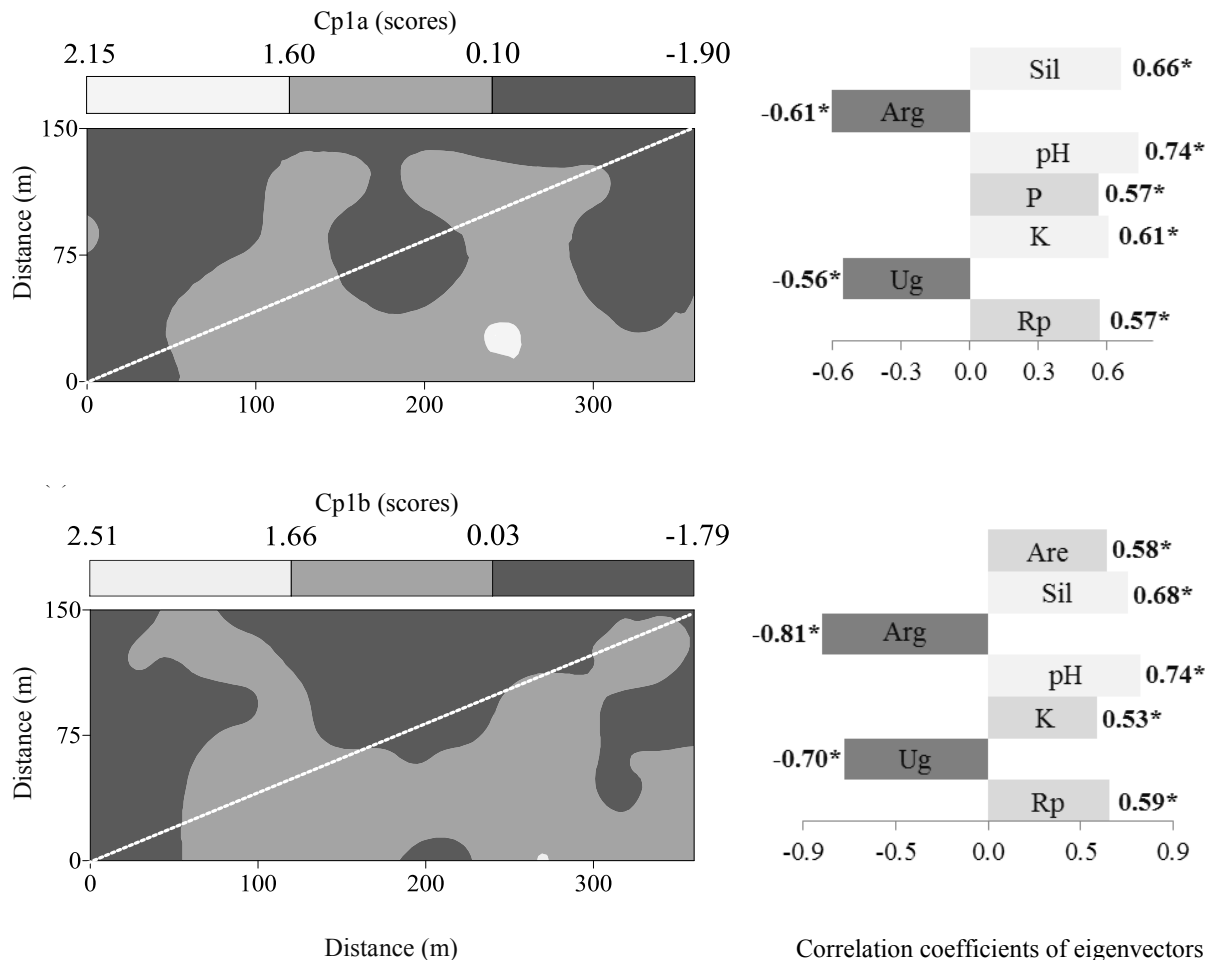 Cp1a (scores)
2.15 1.60 0.10 -1.90
150
75
0
Distance (m)
0 100 200 300
Sil 0.66*
-0.61* Arg
pH 0.74*
P 0.57*
K 0.61*
-0.56* Ug
Rp 0.57*
-0.6 -0.3 0.0 0.3 0.6
Cp1b (scores)
2.51 1.66 0.03 -1.79
150
75
0
Distance (m)
0 100 200 300
Distance (m)
Are 0.58*
Sil 0.68*
-0.81* Arg
pH 0.74*
K 0.53*
-0.70* Ug
Rp 0.59*
-0.9 -0.5 0.0 0.5 0.9
Correlation coefficients of eigenvectors